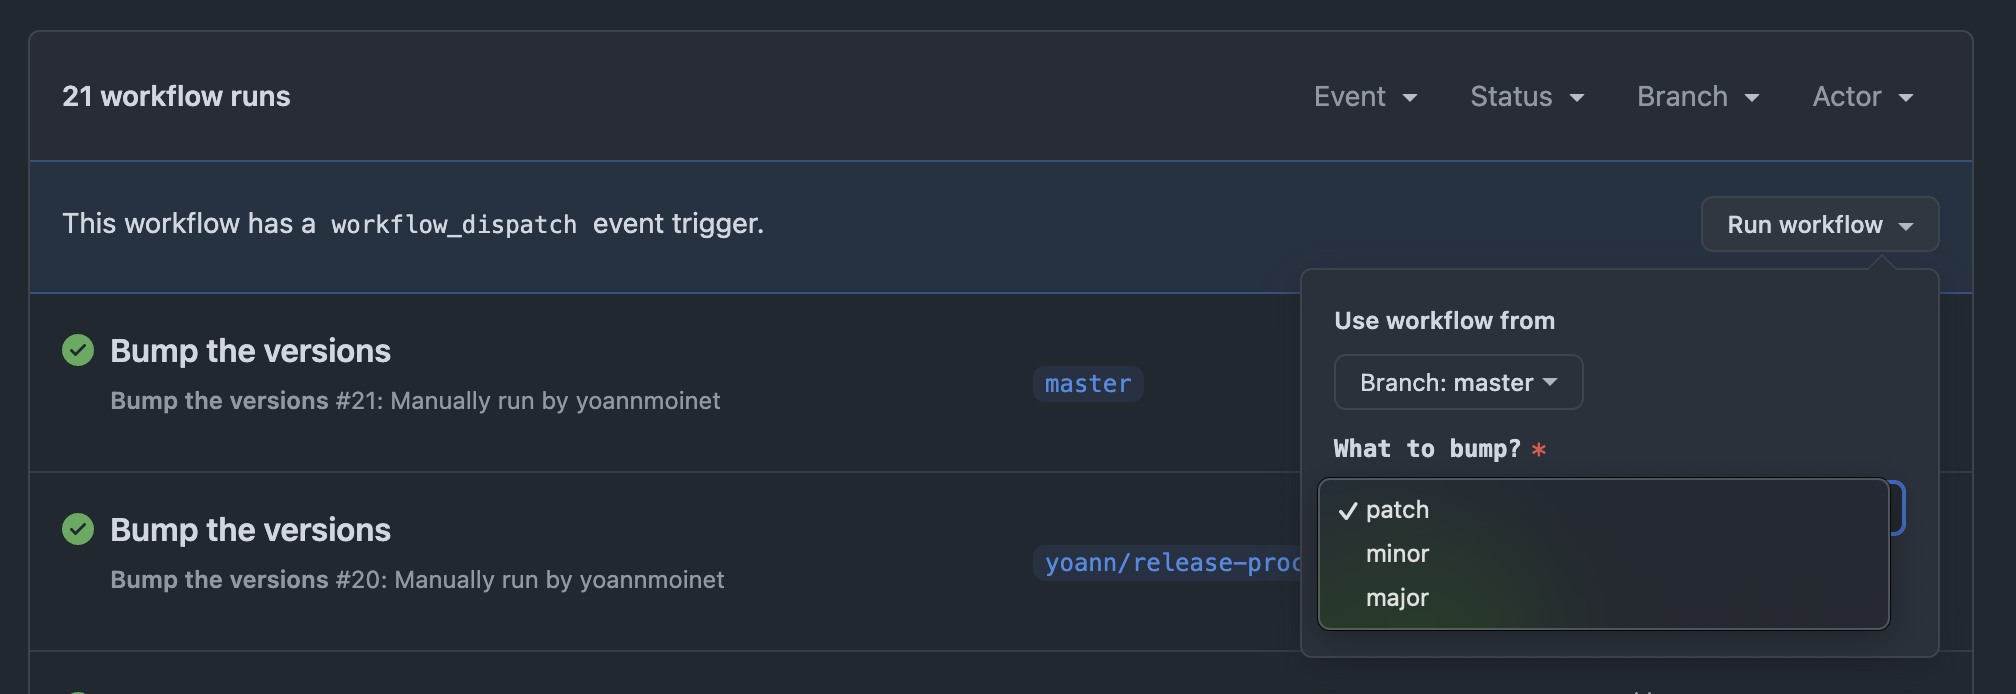 21 workflow runs
Event
Status
Branch
Actor
This workflow has a workflow_dispatch event trigger.
Run workflow
Bump the versions
Bump the versions #21: Manually run by yoannmoinet
master
Bump the versions
Bump the versions #20: Manually run by yoannmoinet
yoann/release-proc
Use workflow from
Branch: master
What to bump? *
patch
minor
major